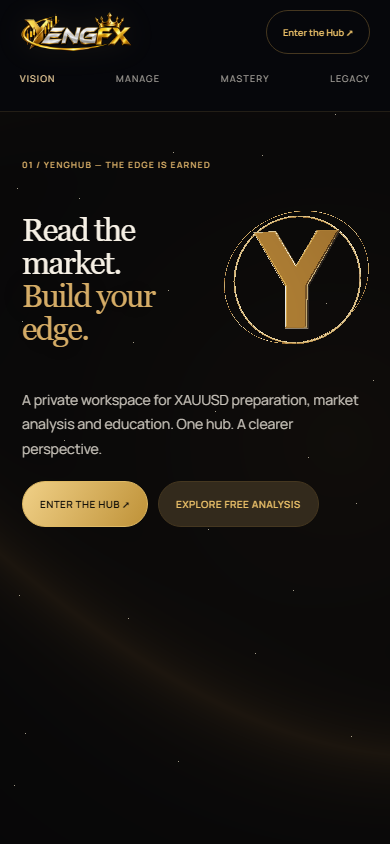 YENGFX
Enter the Hub ↗
VISION
MANAGE
MASTERY
LEGACY
01 / YENGHUB — THE EDGE IS EARNED
Read the
market.
Build your
edge.
Y
A private workspace for XAUUSD preparation, market
analysis and education. One hub. A clearer
perspective.
ENTER THE HUB ↗
EXPLORE FREE ANALYSIS